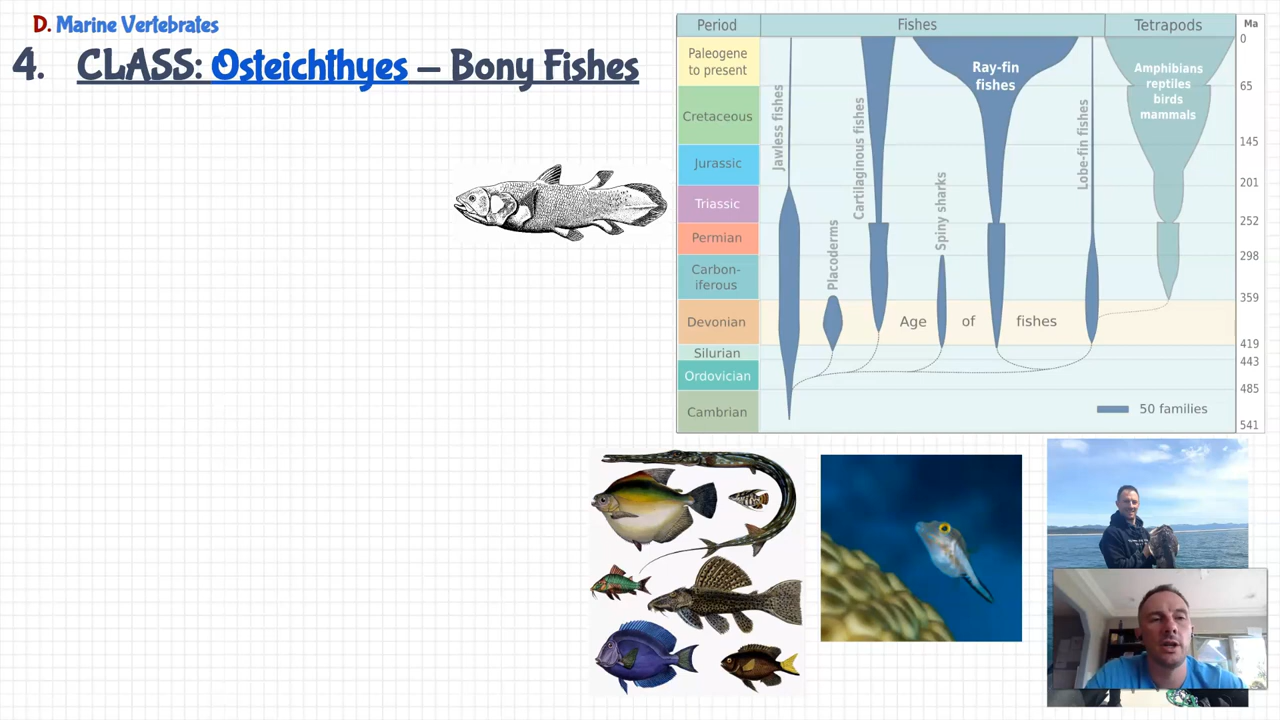 D. Marine Vertebrates
4. CLASS: Osteichthyes – Bony Fishes
Period
Fishes
Tetrapods
Ma
Paleogene
to present
Cretaceous
Jurassic
Triassic
Permian
Carbon-
iferous
Devonian
Silurian
Ordovician
Cambrian
Jawless fishes
Placoderms
Cartilaginous fishes
Spiny sharks
Ray-fin
fishes
Lobe-fin fishes
Amphibians
reptiles
birds
mammals
Age of fishes
50 families
0
65
145
201
252
298
359
419
443
485
541